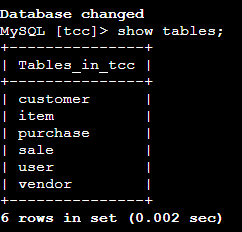 Database changed
MySQL [tcc]> show tables;
+---------------+
| Tables_in_tcc |
+---------------+
| customer      |
| item          |
| purchase      |
| sale          |
| user          |
| vendor        |
+---------------+
6 rows in set (0.002 sec)